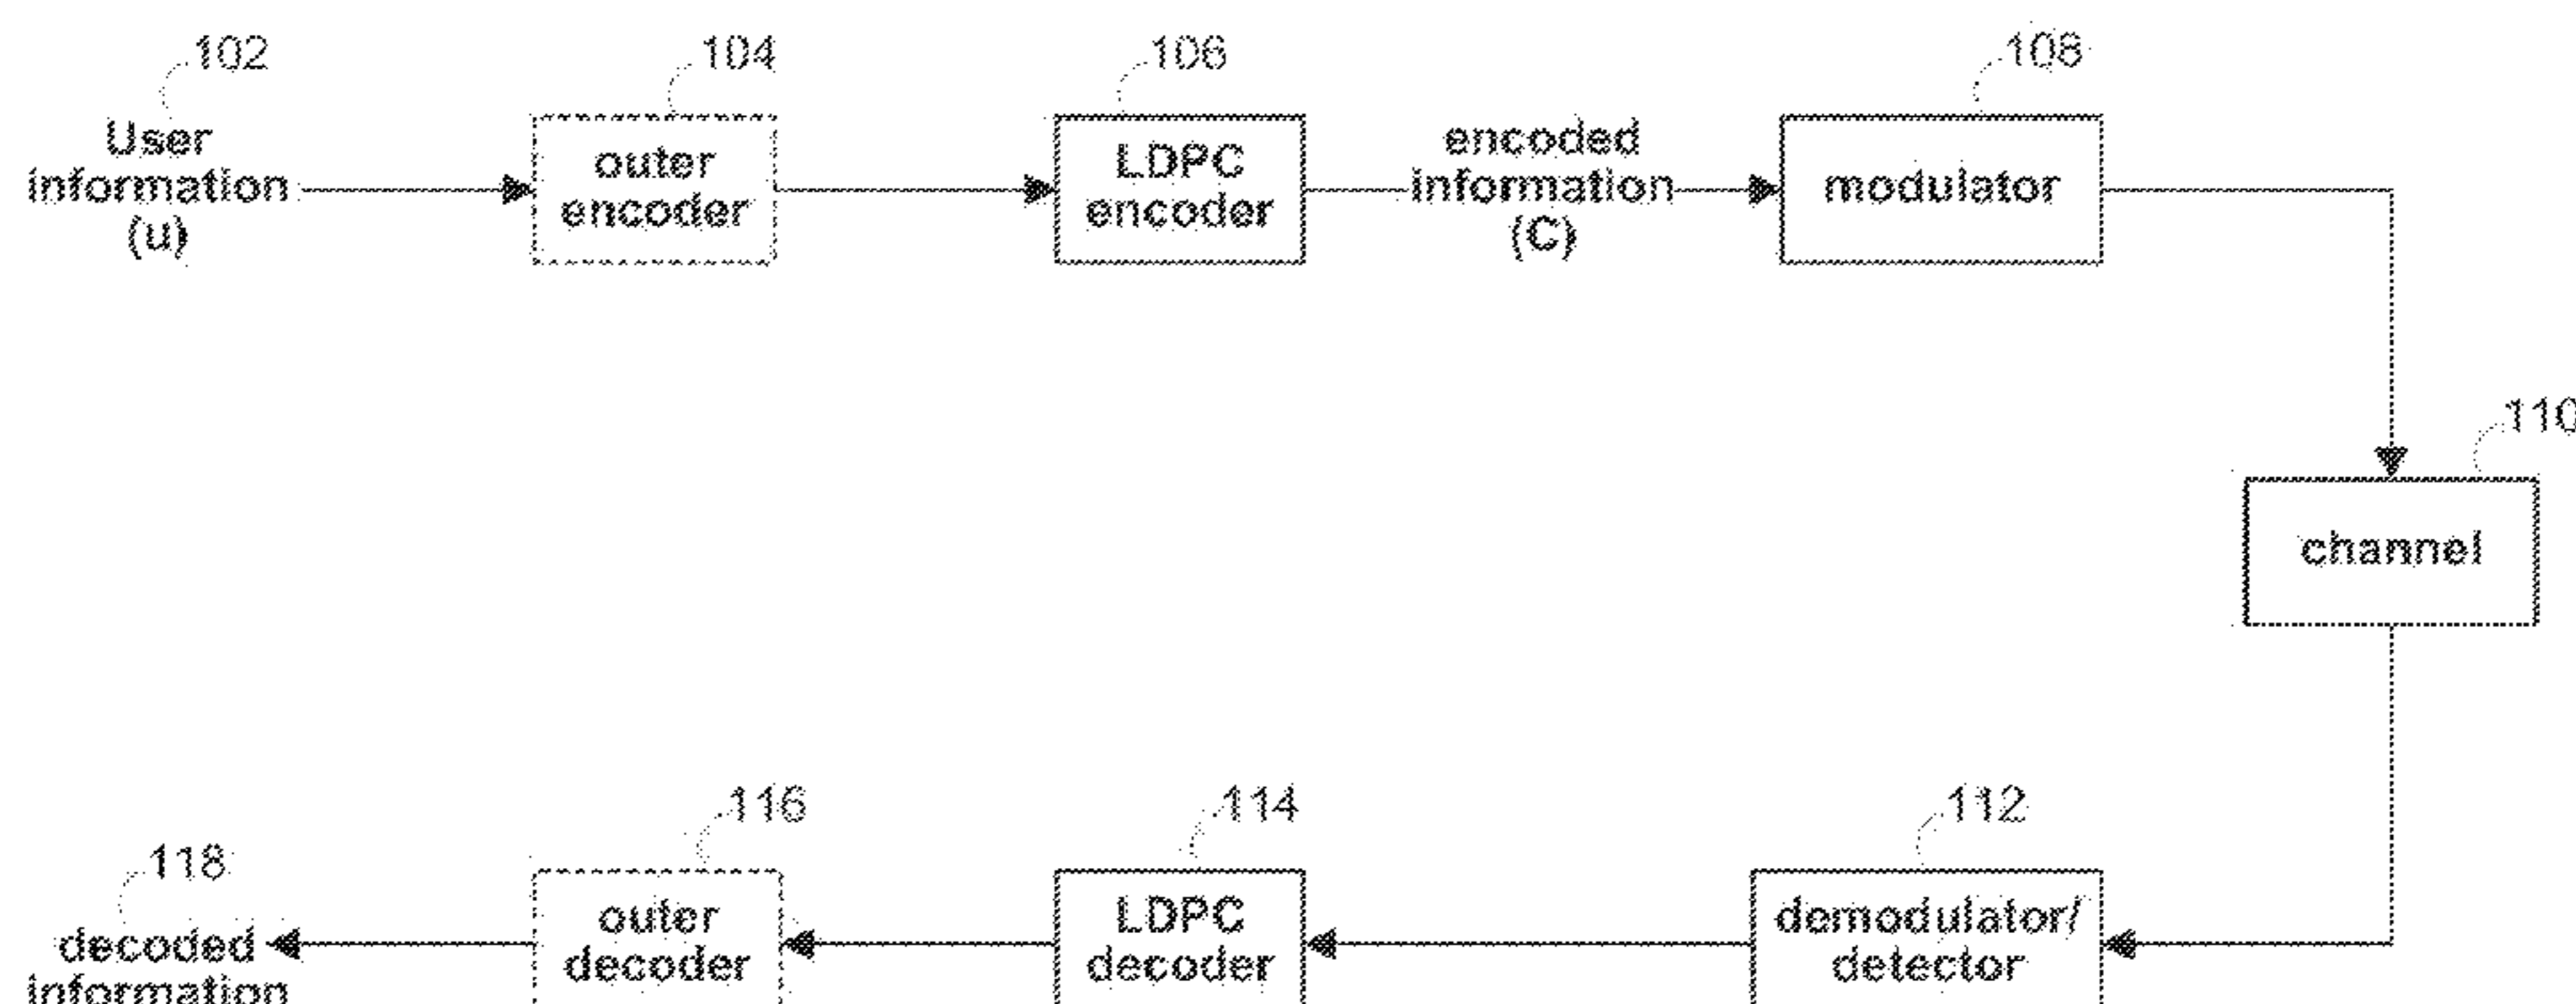 102
104
106
108
User
information
(u)
outer
encoder
LDPC
encoder
encoded
information
(C)
modulator
110
channel
116
114
112
118
decoded
information
outer
decoder
LDPC
decoder
demodulator/
detector